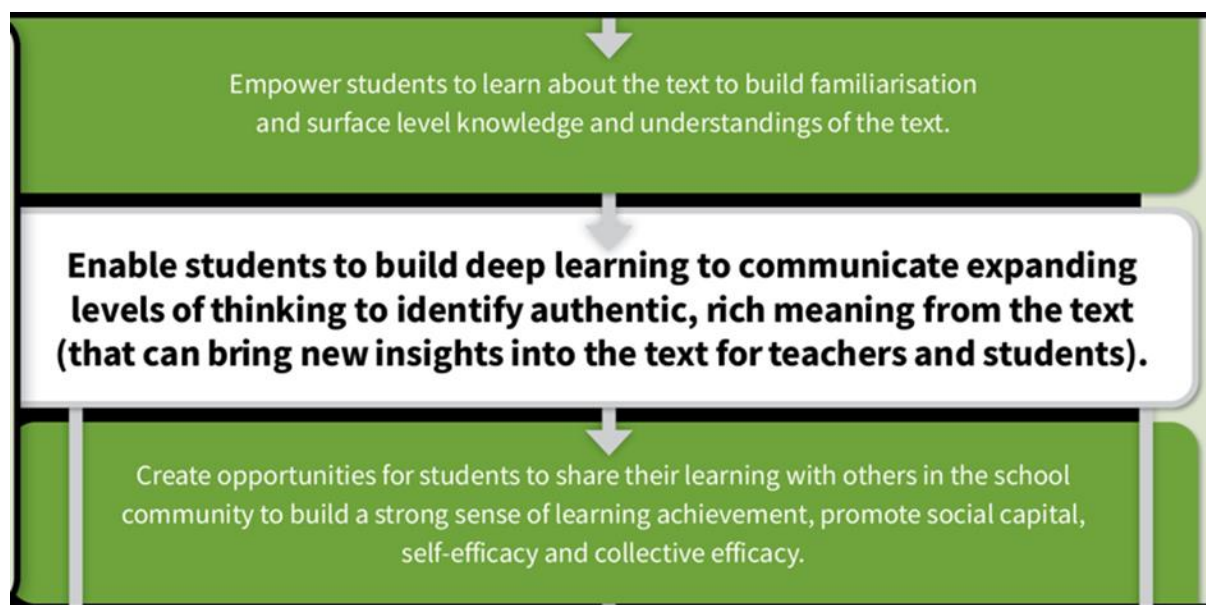 Empower students to learn about the text to build familiarisation
and surface level knowledge and understandings of the text.
Enable students to build deep learning to communicate expanding
levels of thinking to identify authentic, rich meaning from the text
(that can bring new insights into the text for teachers and students).
Create opportunities for students to share their learning with others in the school
community to build a strong sense of learning achievement, promote social capital,
self-efficacy and collective efficacy.